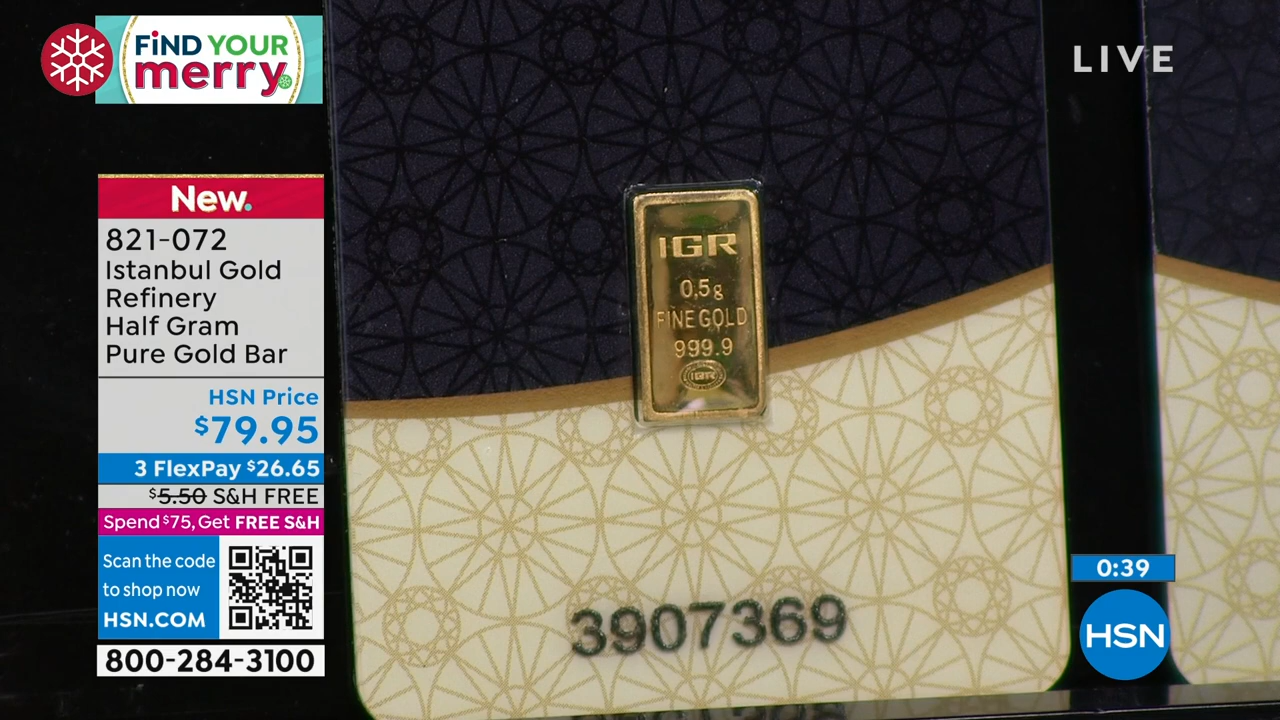 FiND YOUR
merry.
LIVE
New.
821-072
Istanbul Gold
Refinery
Half Gram
Pure Gold Bar
HSN Price
$79.95
3 FlexPay $26.65
$5.50 S&H FREE
Spend $75, Get FREE S&H
Scan the code
to shop now
HSN.COM
800-284-3100
IGR
0,5g
FINE GOLD
999.9
IGR
3907369
0:39
HSN